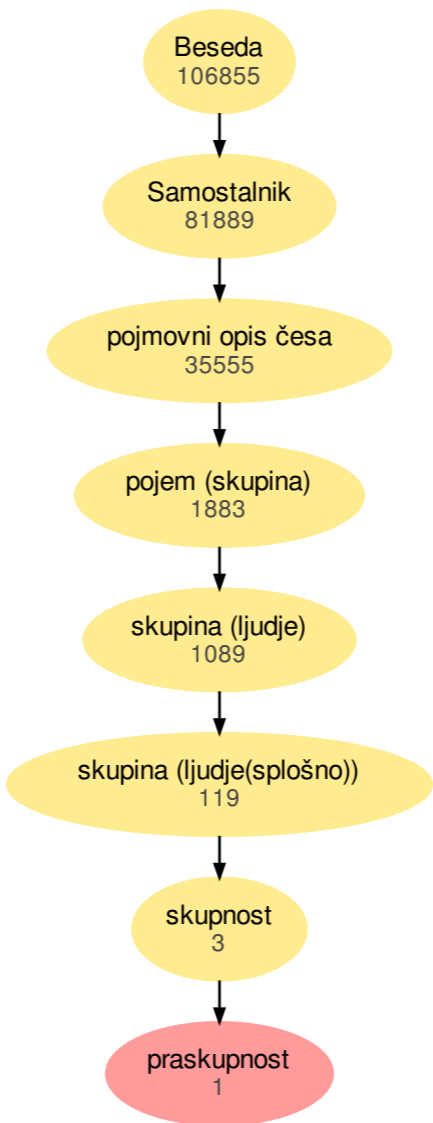 Beseda
106855
Samostalnik
81889
pojmovni opis česa
35555
pojem (skupina)
1883
skupina (ljudje)
1089
skupina (ljudje(splošno))
119
skupnost
3
praskupnost
1